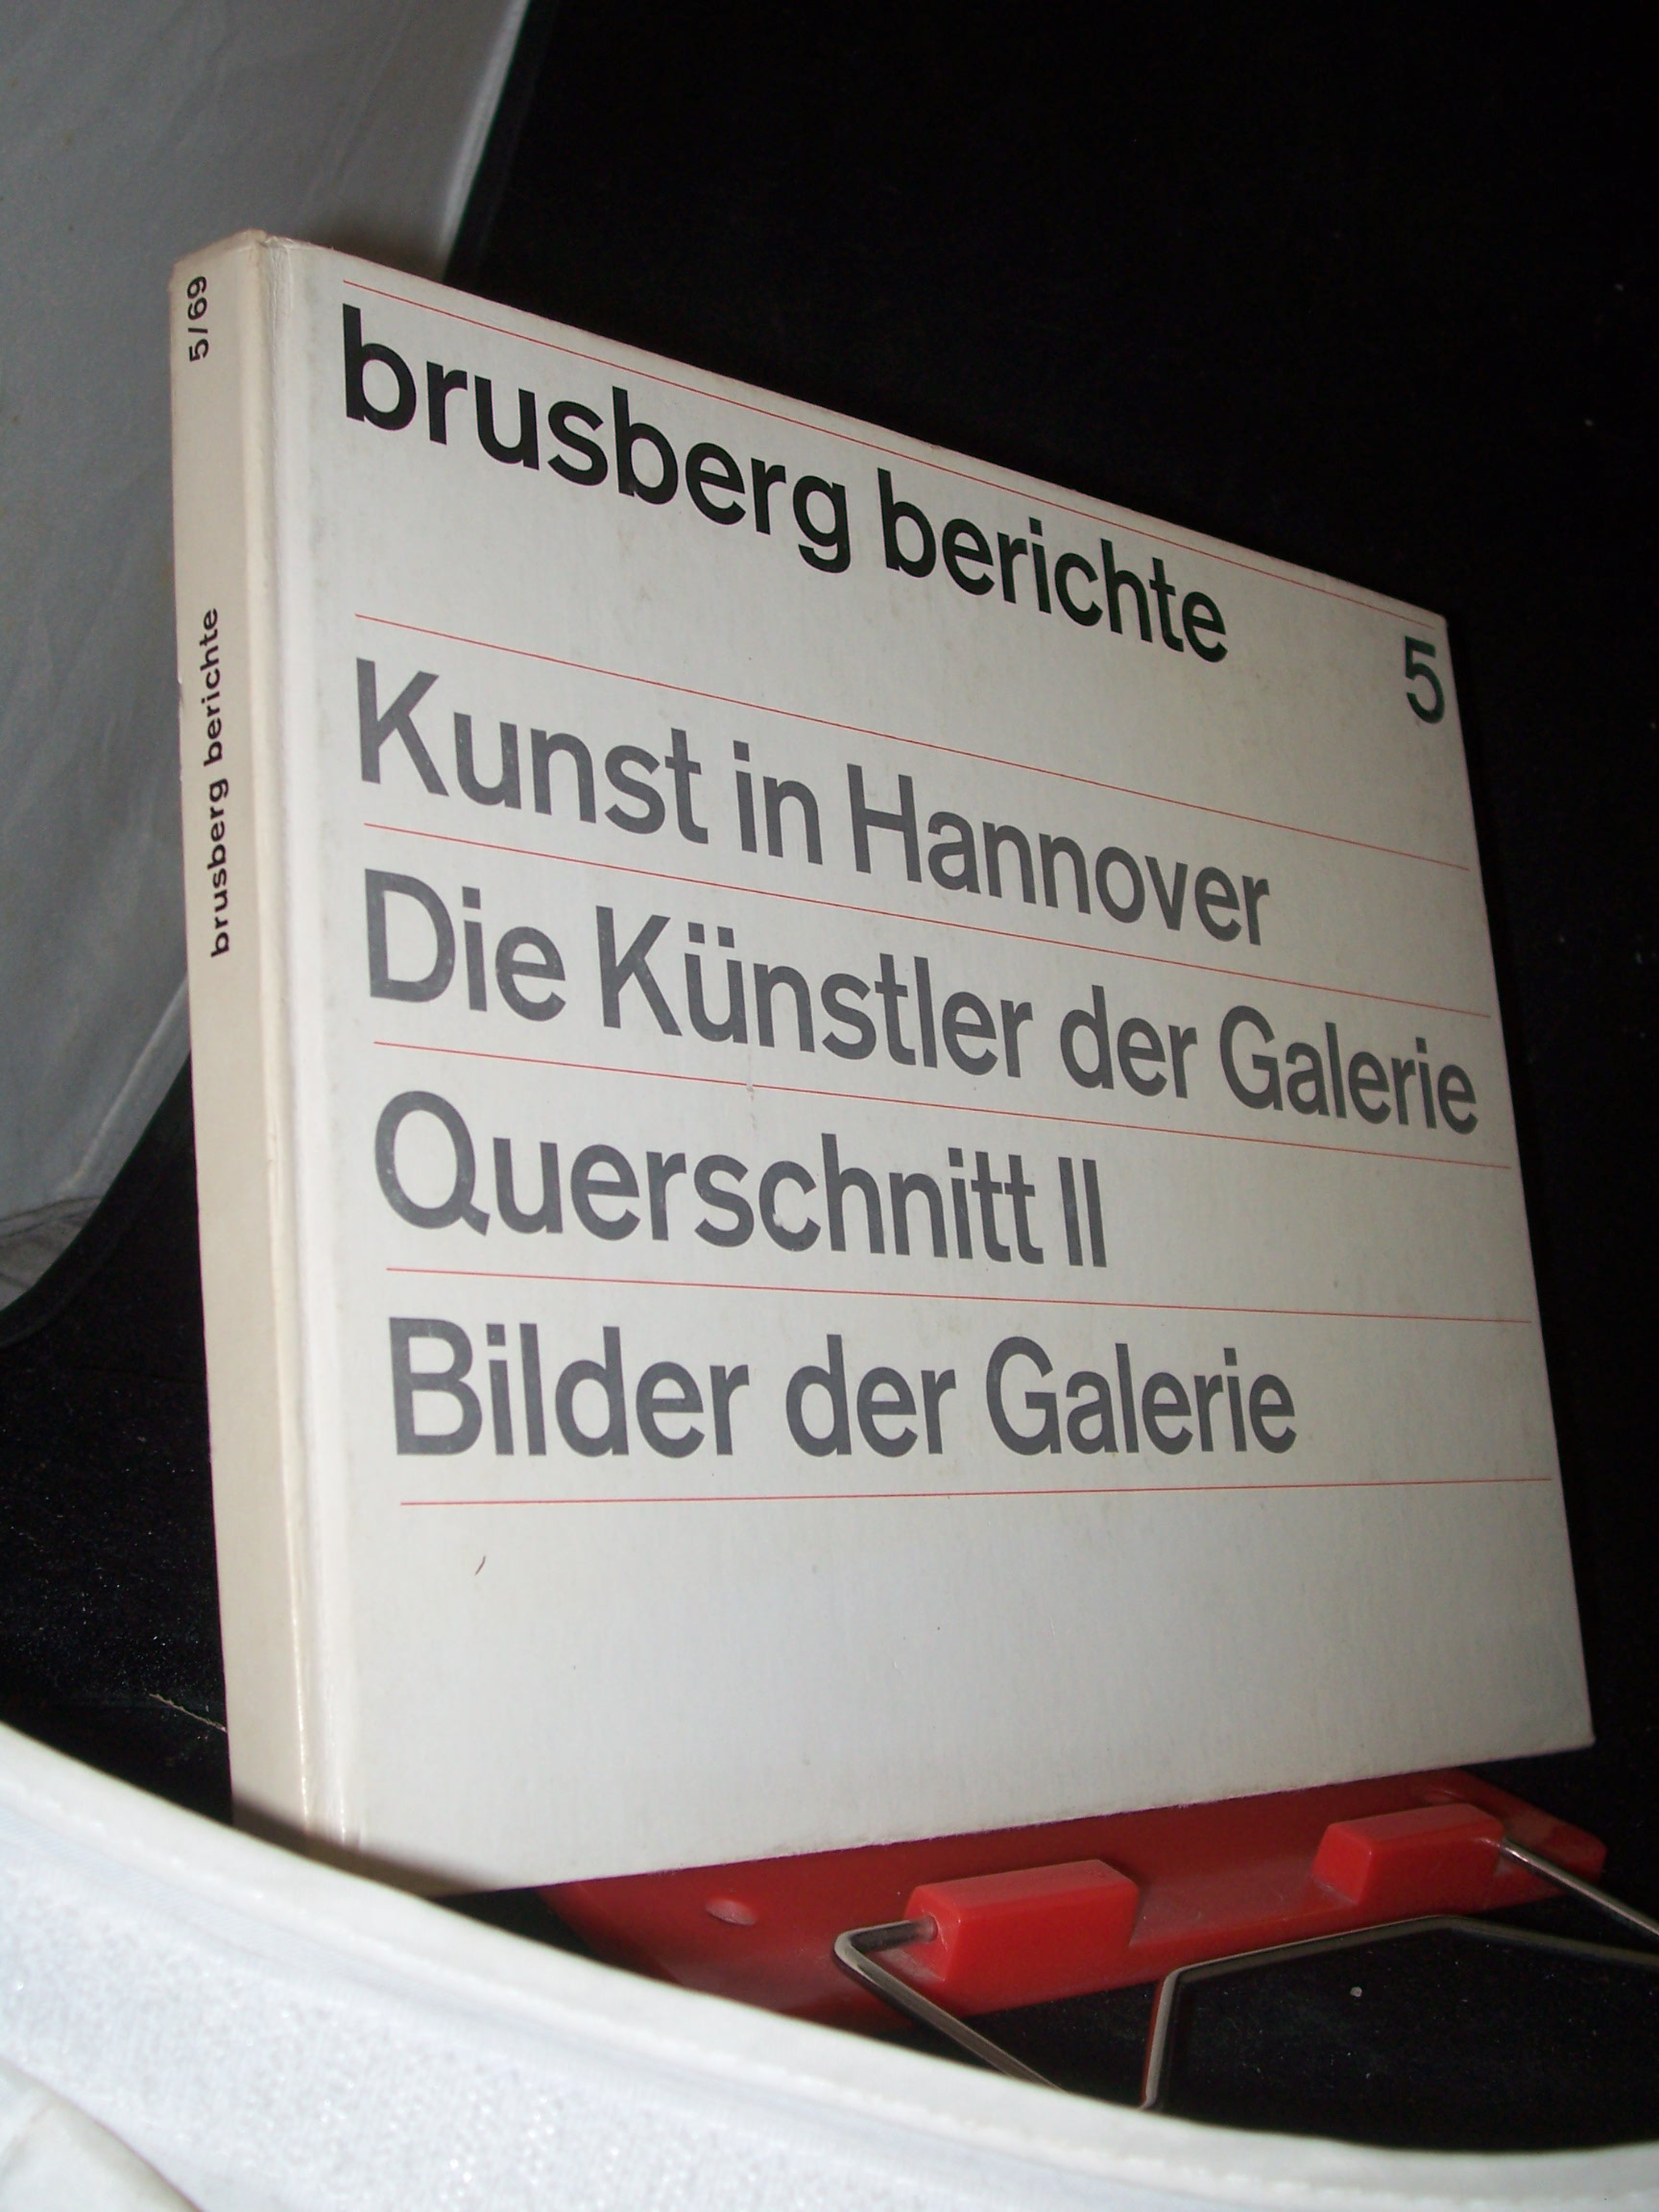 5/69
brusberg berichte
brusberg berichte
5
Kunst in Hannover
Die Künstler der Galerie
Querschnitt II
Bilder der Galerie